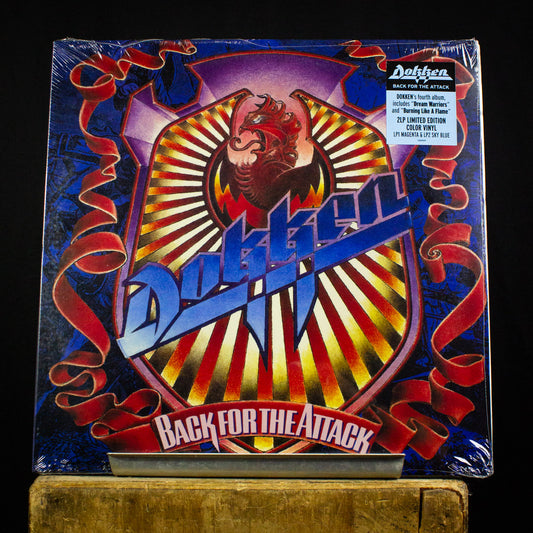 Dokken
BACK FOR THE ATTACK
DOKKEN's fourth album,
includes "Dream Warriors"
and "Burning Like A Flame"
2LP LIMITED EDITION
COLOR VINYL
LP1 MAGENTA & LP2 SKY BLUE
Dokken
BACK FOR THE ATTACK